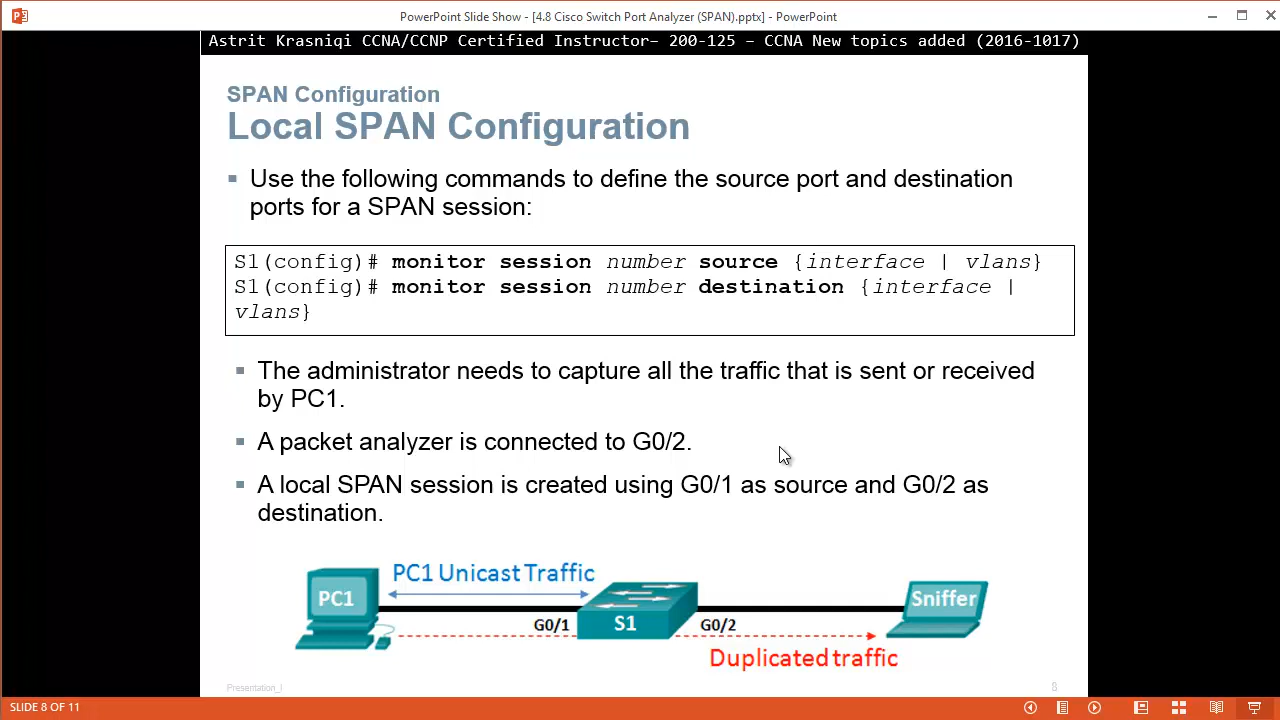 PowerPoint Slide Show - [4.8 Cisco Switch Port Analyzer (SPAN).pptx] - PowerPoint
Astrit Krasniqi CCNA/CCNP Certified Instructor– 200-125 – CCNA New topics added (2016-1017)
SPAN Configuration
Local SPAN Configuration
Use the following commands to define the source port and destination
ports for a SPAN session:
S1(config)# monitor session number source {interface | vlans}
S1(config)# monitor session number destination {interface |
vlans}
The administrator needs to capture all the traffic that is sent or received
by PC1.
A packet analyzer is connected to G0/2.
A local SPAN session is created using G0/1 as source and G0/2 as
destination.
PC1 Unicast Traffic
PC1
Sniffer
G0/1
S1
G0/2
Duplicated traffic
Presentation_I
8
SLIDE 8 OF 11